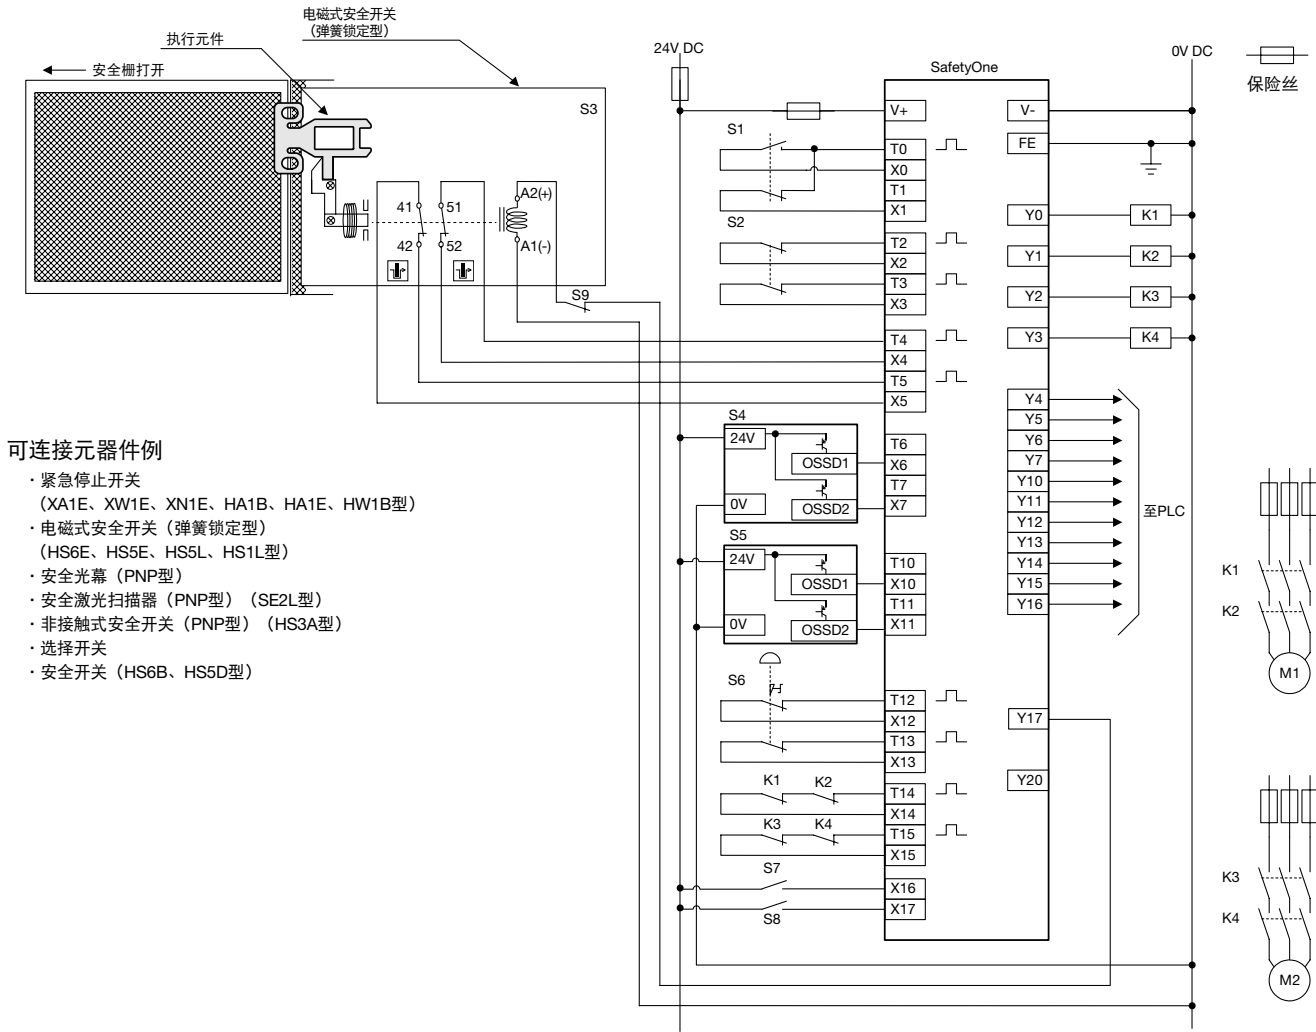 电磁式安全开关
（弹簧锁定型）
执行元件
安全栅打开
S3
41
51
A2(+)
42
52
A1(-)
S9
24V DC
0V DC
保险丝
SafetyOne
V+
V-
S1
T0
FE
X0
T1
X1
Y0
K1
S2
T2
X2
Y1
K2
T3
X3
Y2
K3
T4
Y3
K4
X4
T5
X5
Y4
S4
24V
OSSD1
0V
OSSD2
T6
X6
T7
X7
Y5
Y6
Y7
Y10
Y11
Y12
Y13
Y14
Y15
Y16
至PLC
S5
24V
OSSD1
0V
OSSD2
T10
X10
T11
X11
S6
T12
X12
T13
X13
Y17
Y20
K1
K2
T14
X14
K3
K4
T15
X15
S7
X16
X17
S8
K1
K2
M1
K3
K4
M2
可连接元器件例
・紧急停止开关
（XA1E、XW1E、XN1E、HA1B、HA1E、HW1B型）
・电磁式安全开关（弹簧锁定型）
（HS6E、HS5E、HS5L、HS1L型）
・安全光幕（PNP型）
・安全激光扫描器（PNP型）（SE2L型）
・非接触式安全开关（PNP型）（HS3A型）
・选择开关
・安全开关（HS6B、HS5D型）